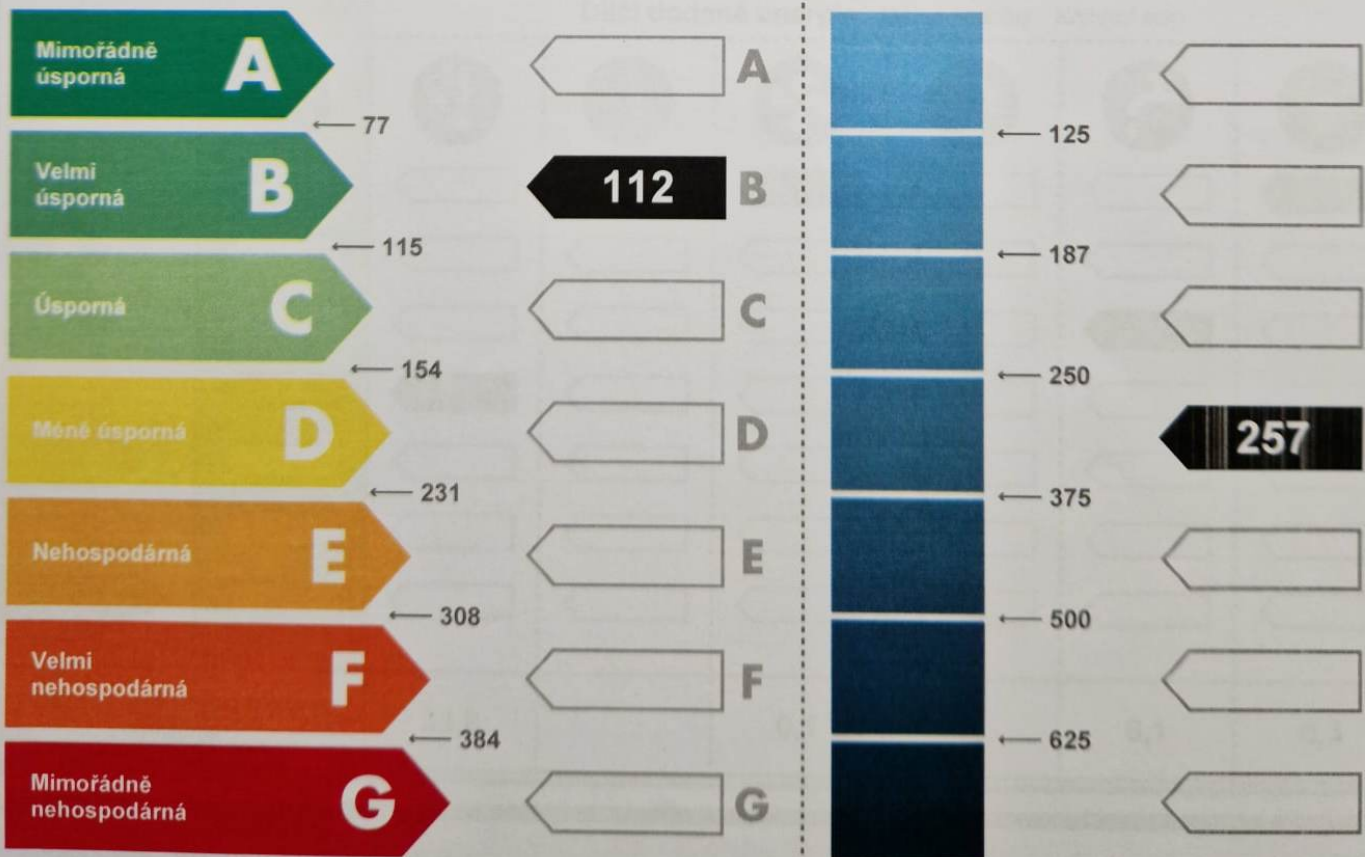 Mimořádně
úsporná
A
A
← 77
← 125
Velmi
úsporná
B
112
B
← 115
← 187
Úsporná
C
C
← 154
← 250
Méně úsporná
D
D
257
← 231
← 375
Nehospodárná
E
E
← 308
← 500
Velmi
nehospodárná
F
F
← 384
← 625
Mimořádně
nehospodárná
G
G